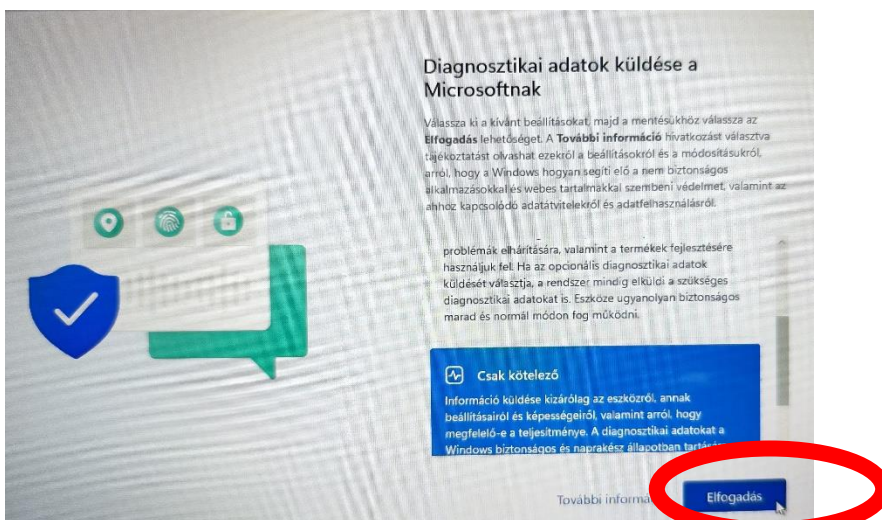 Diagnosztikai adatok küldése a
Microsoftnak
Válassza ki a kívánt beállításokat, majd a mentésükhöz válassza az
Elfogadás lehetőséget. A További információ hivatkozást választva
tájékoztatást olvashat ezekről a beállításokról és a módosításukról,
arról, hogy a Windows hogyan segíti elő a nem biztonságos
alkalmazásokkal és webes tartalmakkal szembeni védelmet, valamint az
ahhoz kapcsolódó adatátvitelekről és adatfelhasználásról.
problémák elhárítására, valamint a termékek fejlesztésére
használjuk fel. Ha az opcionális diagnosztikai adatok
küldését választja, a rendszer mindig elküldi a szükséges
diagnosztikai adatokat is. Eszköze ugyanolyan biztonságos
marad és normál módon fog működni.
Csak kötelező
Információ küldése kizárólag az eszközről, annak
beállításairól és képességeiről, valamint arról, hogy
megfelelő-e a teljesítménye. A diagnosztikai adatokat a
Windows biztonságos és naprakész állapotban
További
Elfogadás